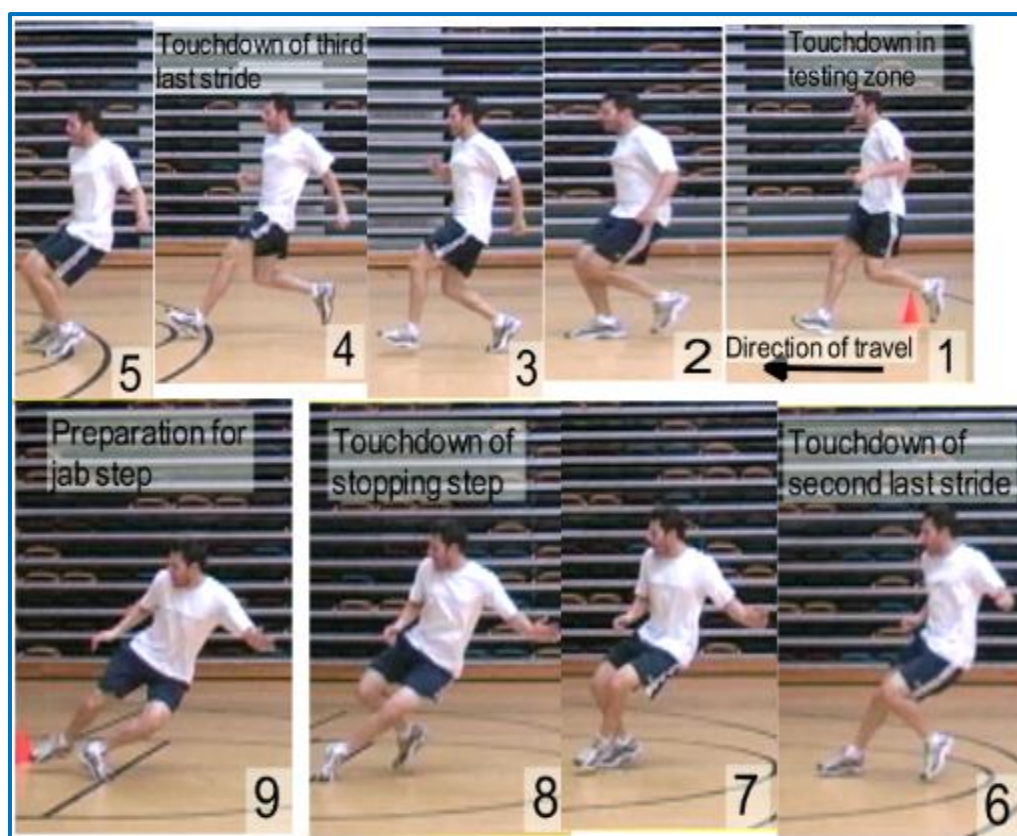 Touchdown of third
last stride
Touchdown in
testing zone
5
4
3
2
Direction of travel
1
Preparation for
jab step
Touchdown of
stopping step
Touchdown of
second last stride
9
8
7
6